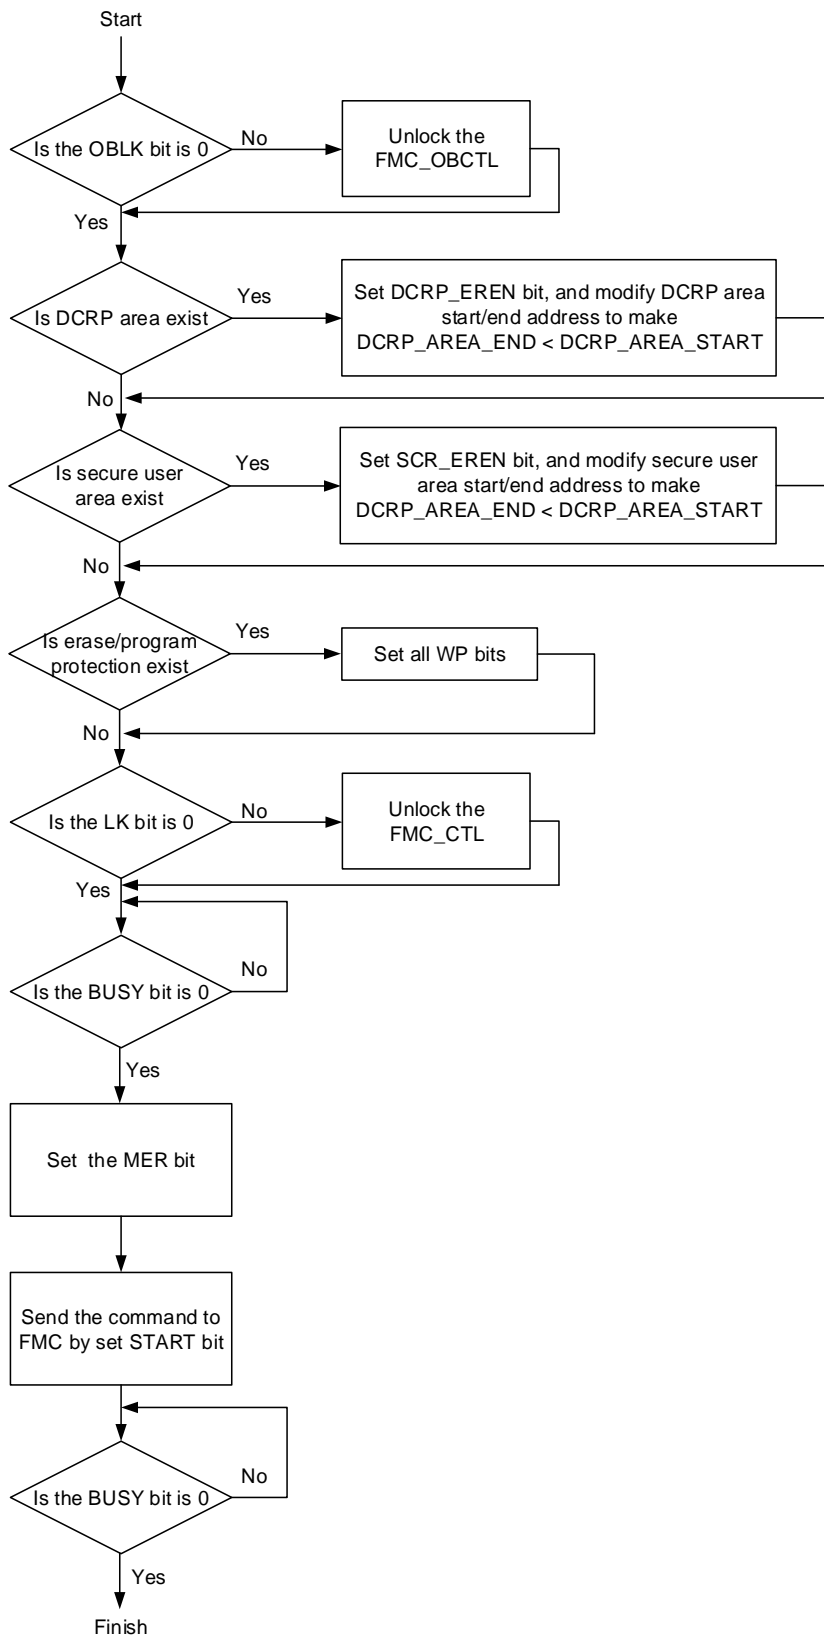 Start
Is the OBLK bit is 0
No
Unlock the
FMC_OBCTL
Yes
Is DCRP area exist
Yes
Set DCRP_EREN bit, and modify DCRP area
start/end address to make
DCRP_AREA_END < DCRP_AREA_START
No
Is secure user
area exist
Yes
Set SCR_EREN bit, and modify secure user
area start/end address to make
DCRP_AREA_END < DCRP_AREA_START
No
Is erase/program
protection exist
Yes
Set all WP bits
No
Is the LK bit is 0
No
Unlock the
FMC_CTL
Yes
Is the BUSY bit is 0
No
Yes
Set the MER bit
Send the command to
FMC by set START bit
Is the BUSY bit is 0
No
Yes
Finish